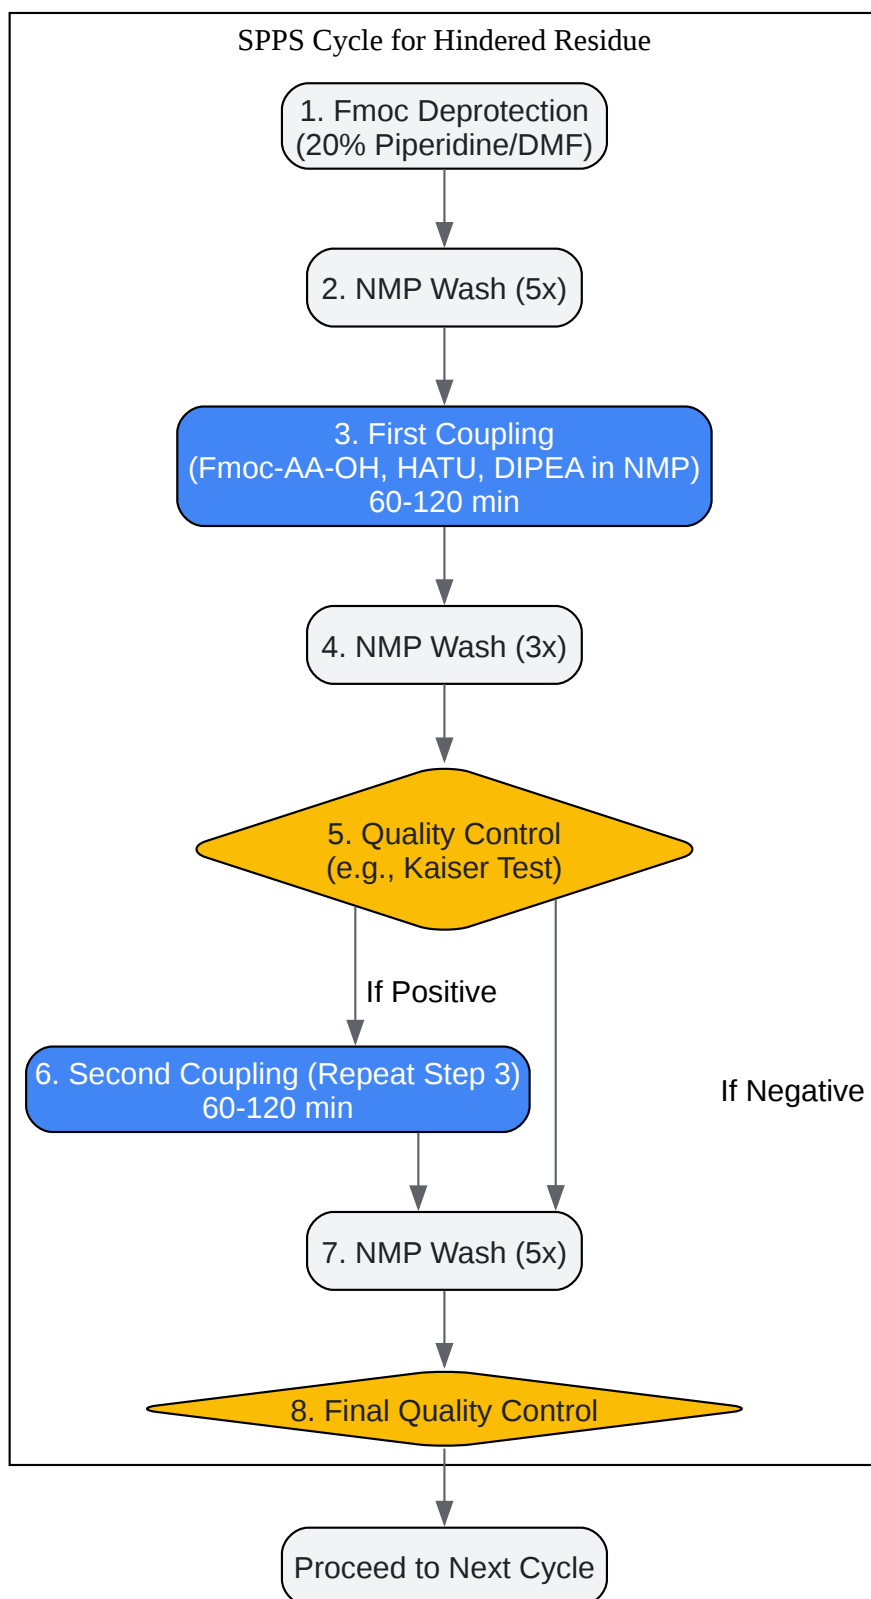 SPPS Cycle for Hindered Residue
1. Fmoc Deprotection
(20% Piperidine/DMF)
2. NMP Wash (5x)
3. First Coupling
(Fmoc-AA-OH, HATU, DIPEA in NMP)
60-120 min
4. NMP Wash (3x)
5. Quality Control
(e.g., Kaiser Test)
If Positive
6. Second Coupling (Repeat Step 3)
60-120 min
If Negative
7. NMP Wash (5x)
8. Final Quality Control
Proceed to Next Cycle